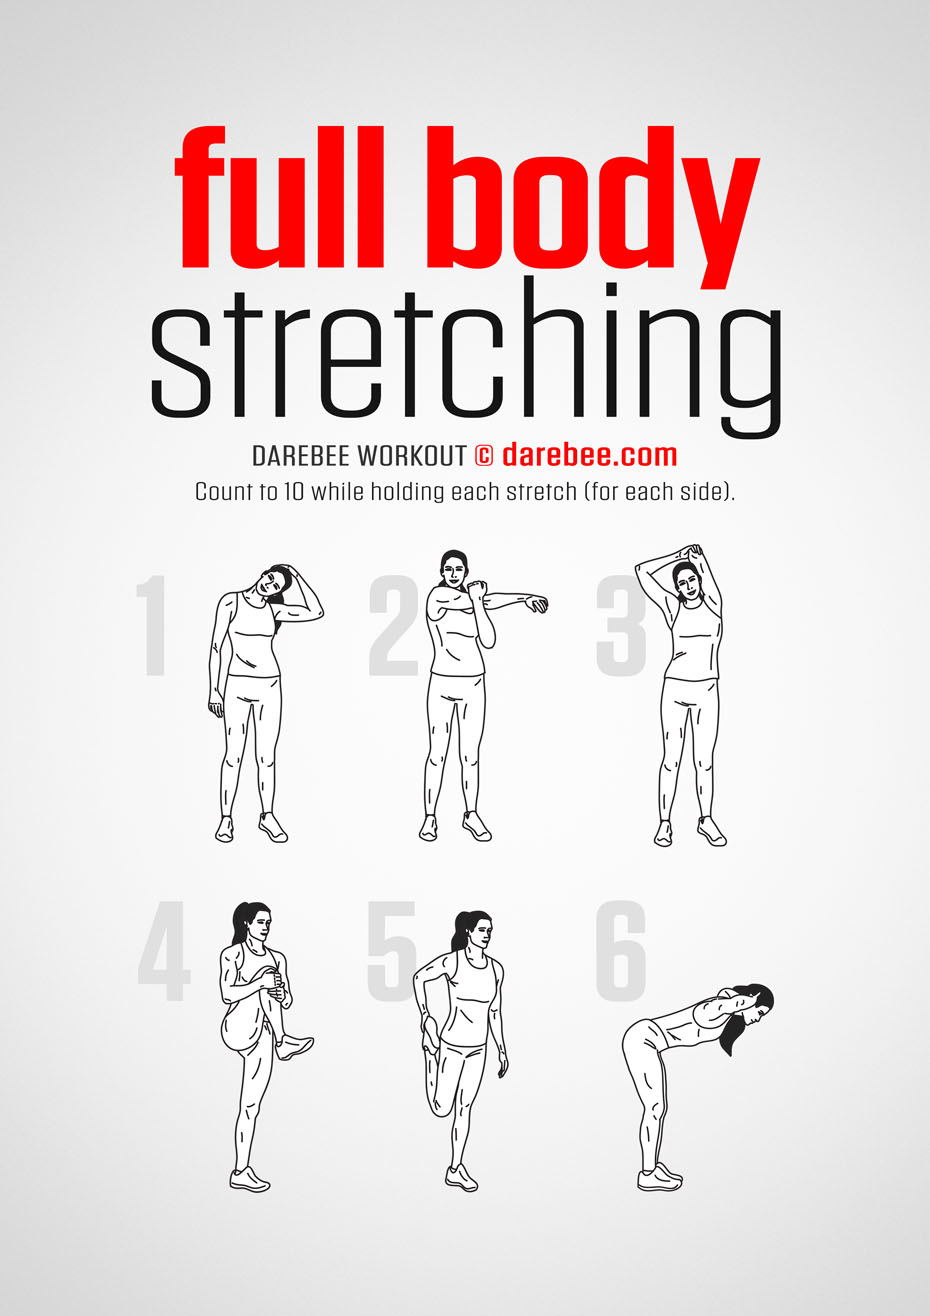 full body
stretching
DAREBEE WORKOUT © darebee.com
Count to 10 while holding each stretch (for each side).
1 2 3
4 5 6